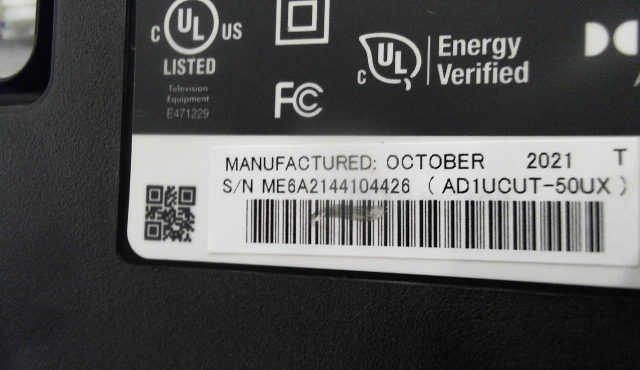 C UL US
LISTED
Television
Equipment
E471229
FC
C UL
Energy
Verified
MANUFACTURED: OCTOBER 2021 T
S/N ME6A2144104426 ( AD1UCUT-50UX )